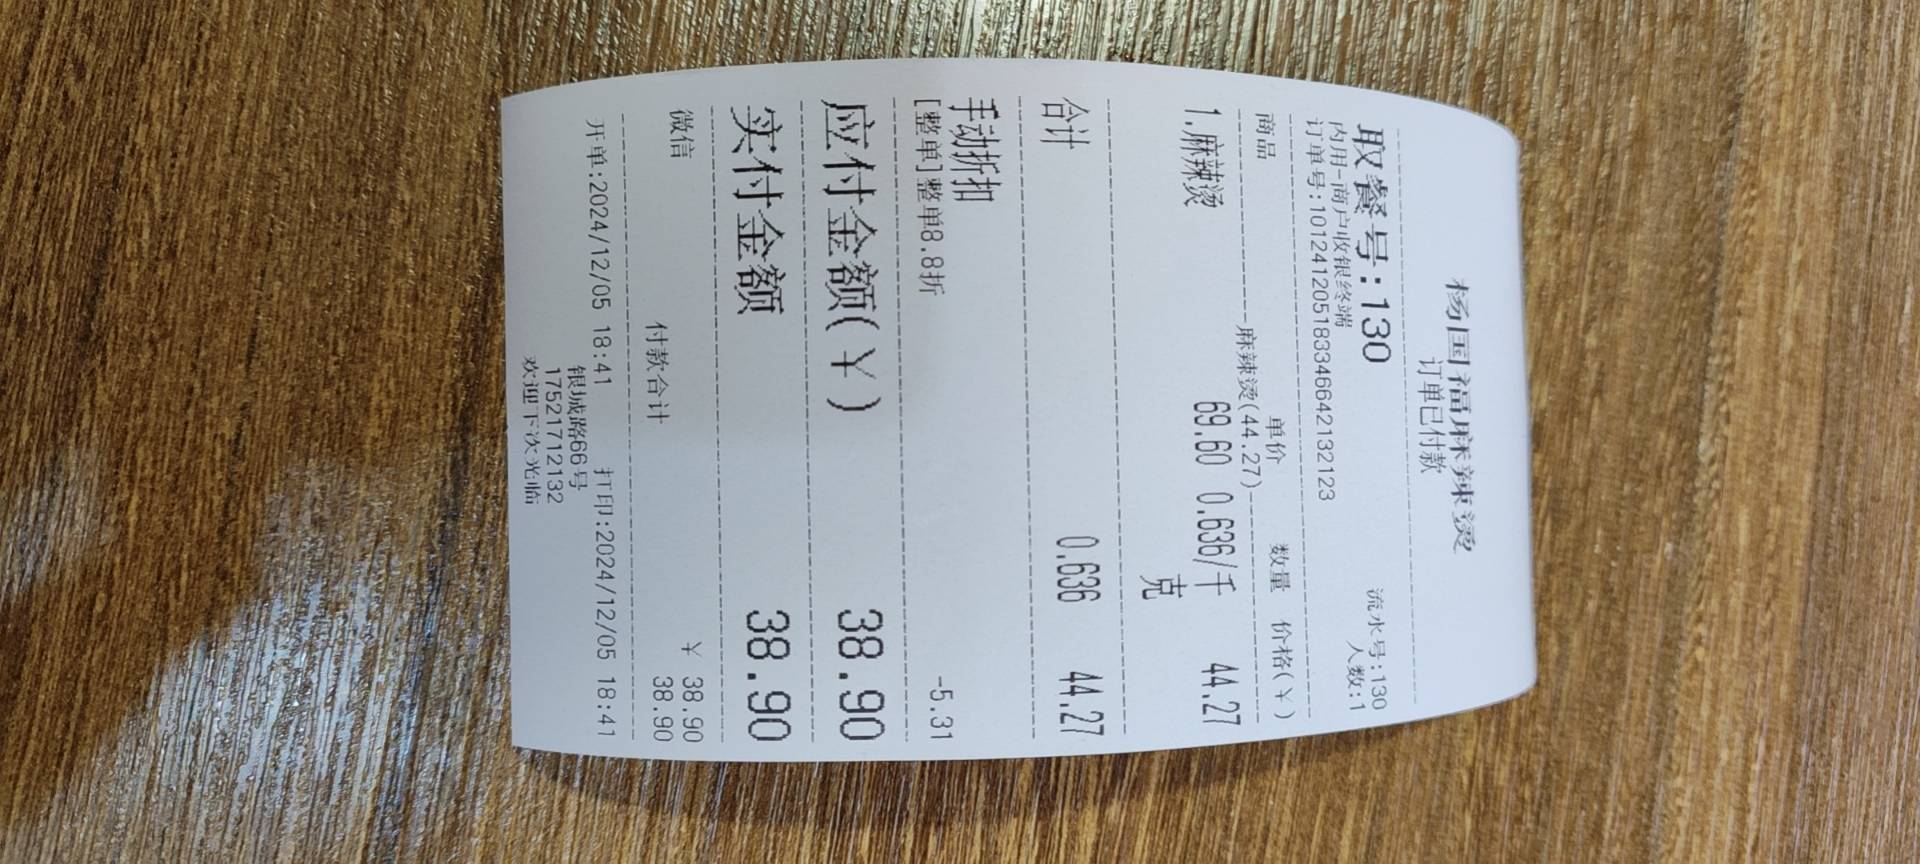 杨国福麻辣烫
订单已付款
取餐号:130 流水号:130
内用-商户收银终端 人数:1
订单号:101241205183346642132123
商品 单价 数量 价格(¥)
麻辣烫(44.27)
1.麻辣烫 69.60 0.636/千 44.27
克
合计 0.636 44.27
手动折扣
[整单]整单8.8折 -5.31
应付金额(¥) 38.90
实付金额 38.90
微信 ¥ 38.90
付款合计 38.90
开单:2024/12/05 18:41 打印:2024/12/05 18:41
银城路66号
17521712132
欢迎下次光临